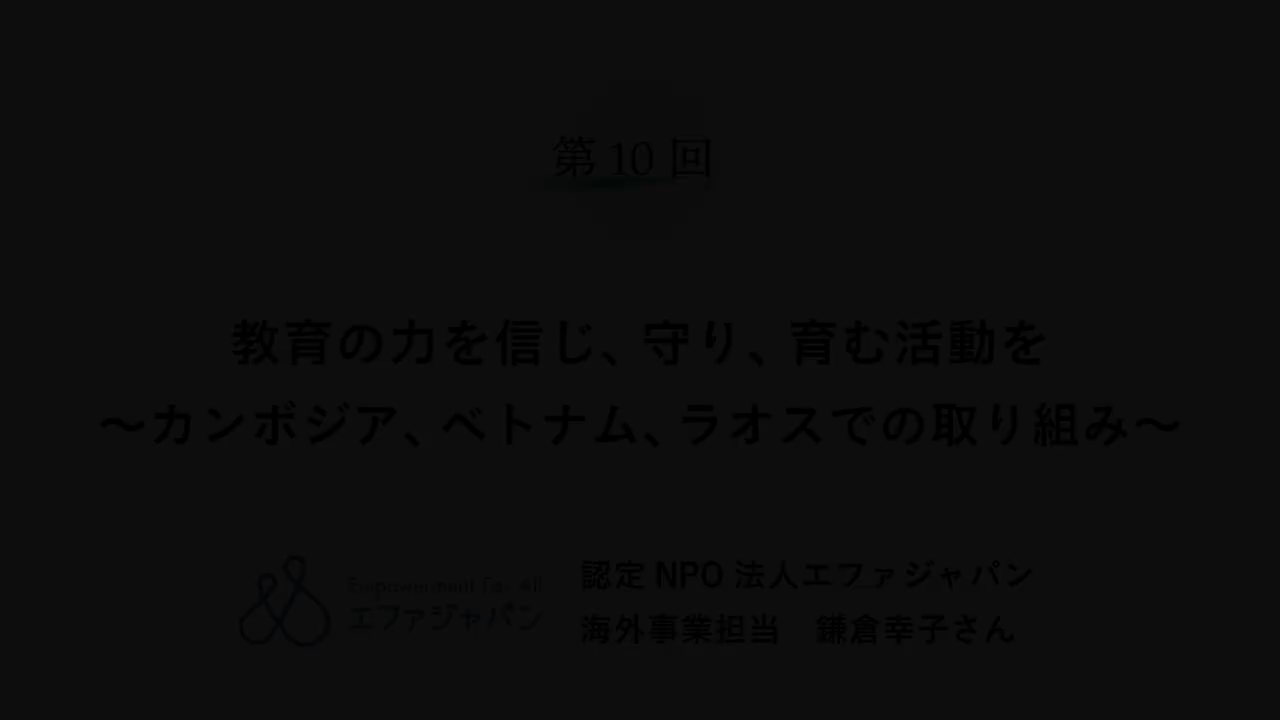 第10回
教育の力を信じ、守り、育む活動を
～カンボジア、ベトナム、ラオスでの取り組み～
Empowerment For All
エファジャパン
認定NPO法人エファジャパン
海外事業担当　鎌倉幸子さん